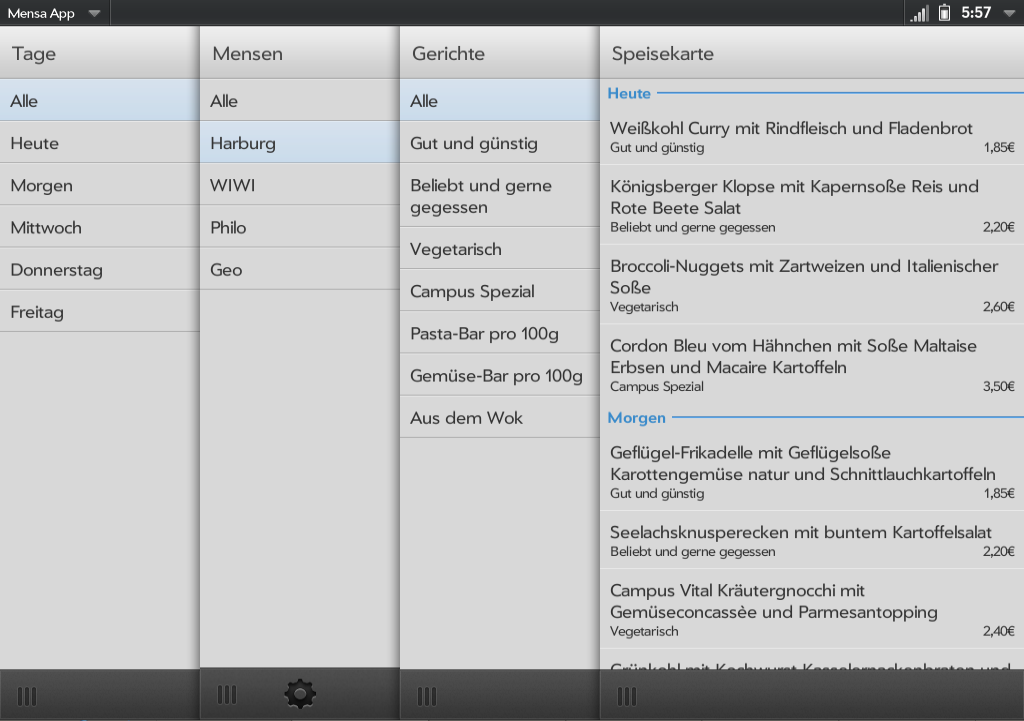 Mensa App
5:57
Tage
Alle
Heute
Morgen
Mittwoch
Donnerstag
Freitag
Mensen
Alle
Harburg
WIWI
Philo
Geo
Gerichte
Alle
Gut und günstig
Beliebt und gerne
gegessen
Vegetarisch
Campus Spezial
Pasta-Bar pro 100g
Gemüse-Bar pro 100g
Aus dem Wok
Speisekarte
Heute
Weißkohl Curry mit Rindfleisch und Fladenbrot
Gut und günstig 1,85€
Königsberger Klopse mit Kapernsoße Reis und
Rote Beete Salat
Beliebt und gerne gegessen 2,20€
Broccoli-Nuggets mit Zartweizen und Italienischer
Soße
Vegetarisch 2,60€
Cordon Bleu vom Hähnchen mit Soße Maltaise
Erbsen und Macaire Kartoffeln
Campus Spezial 3,50€
Morgen
Geflügel-Frikadelle mit Geflügelsoße
Karottengemüse natur und Schnittlauchkartoffeln
Gut und günstig 1,85€
Seelachsknusperecken mit buntem Kartoffelsalat
Beliebt und gerne gegessen 2,20€
Campus Vital Kräutergnocchi mit
Gemüseconcassèe und Parmesantopping
Vegetarisch 2,40€
Grünkohl mit Kochwurst Kasselernackenbraten und